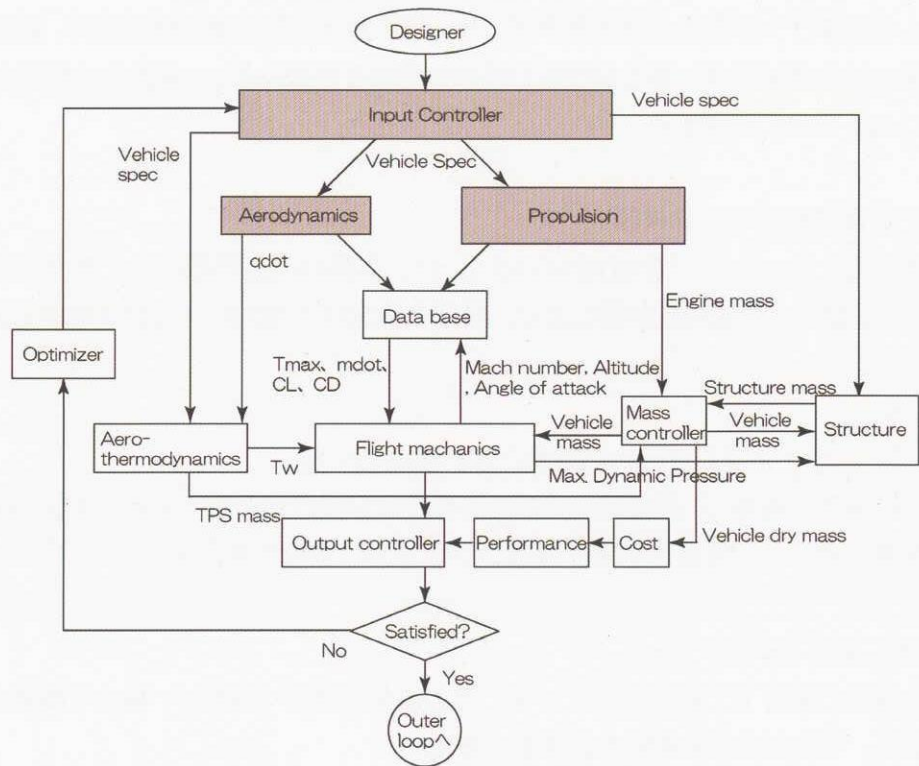 Designer
Input Controller
Vehicle spec
Vehicle
spec
Vehicle Spec
Aerodynamics
Propulsion
qdot
Data base
Engine mass
Optimizer
Tmax、mdot、
CL、CD
Mach number. Altitude
, Angle of attack
Structure mass
Aero-
thermodynamics
Tw
Flight machanics
Vehicle
mass
Mass
controller
Vehicle
mass
Structure
Max. Dynamic Pressure
TPS mass
Output controller
Performance
Cost
Vehicle dry mass
Satisfied?
No
Yes
Outer
loopへ